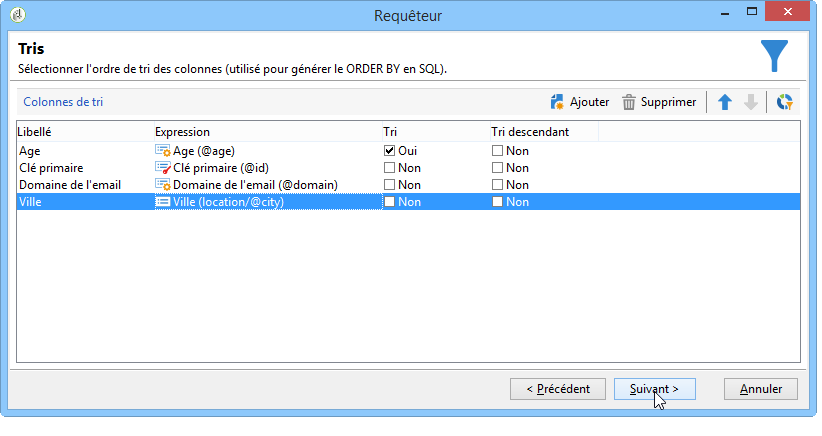 Requêteur
Tris
Sélectionner l'ordre de tri des colonnes (utilisé pour générer le ORDER BY en SQL).
Colonnes de tri Ajouter Supprimer
Libellé Expression Tri Tri descendant
Age Age (@age) Oui Non
Clé primaire Clé primaire (@id) Non Non
Domaine de l'email Domaine de l'email (@domain) Non Non
Ville Ville (location/@city) Non Non
< Précédent Suivant > Annuler